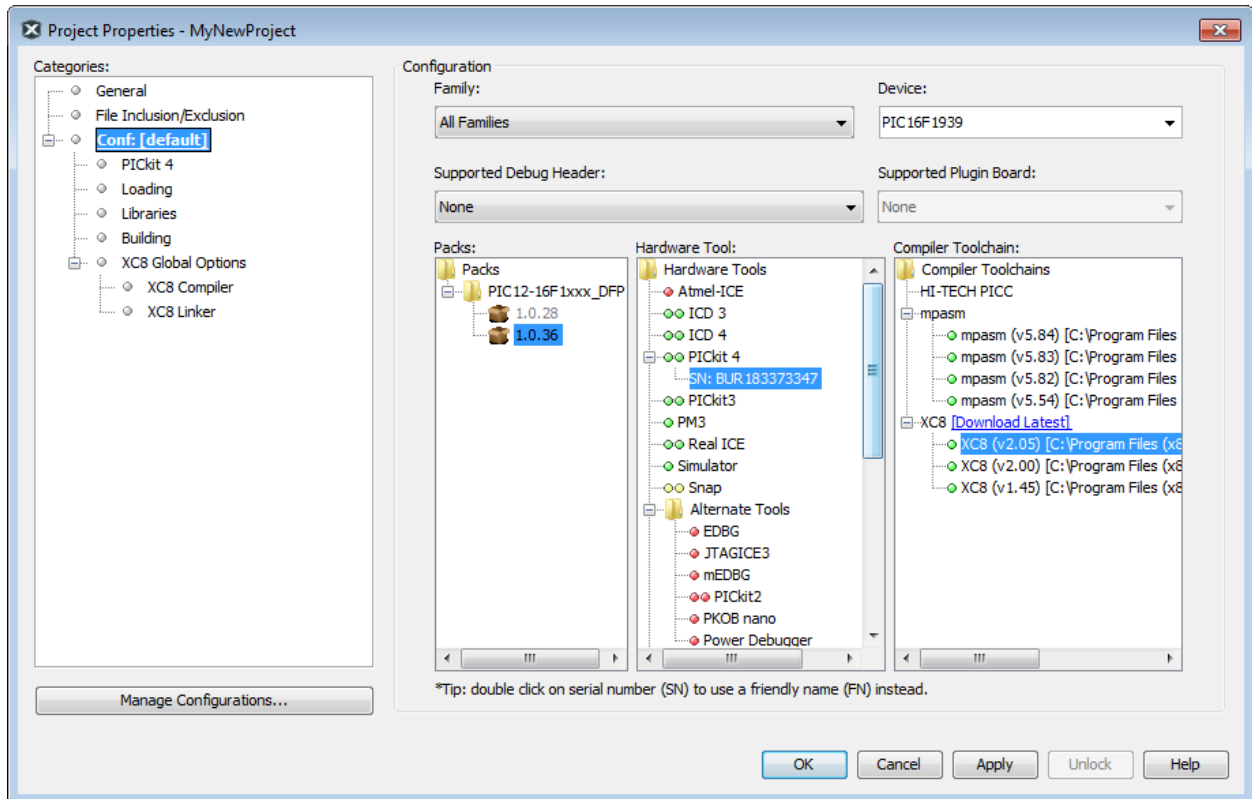 Project Properties - MyNewProject
Categories:
General
File Inclusion/Exclusion
Conf: [default]
PICkit 4
Loading
Libraries
Building
XC8 Global Options
XC8 Compiler
XC8 Linker
Manage Configurations...
Configuration
Family:
All Families
Device:
PIC16F1939
Supported Debug Header:
None
Supported Plugin Board:
None
Packs:
Packs
PIC12-16F1xxx_DFP
1.0.28
1.0.36
Hardware Tool:
Hardware Tools
Atmel-ICE
ICD 3
ICD 4
PICkit 4
SN: BUR183373347
PICkit3
PM3
Real ICE
Simulator
Snap
Alternate Tools
EDBG
JTAGICE3
mEDBG
PICkit2
PKOB nano
Power Debugger
Compiler Toolchain:
Compiler Toolchains
HI-TECH PICC
mpasm
mpasm (v5.84) [C:\Program Files
mpasm (v5.83) [C:\Program Files
mpasm (v5.82) [C:\Program Files
mpasm (v5.54) [C:\Program Files
XC8 [Download Latest]
XC8 (v2.05) [C:\Program Files (x8
XC8 (v2.00) [C:\Program Files (x8
XC8 (v1.45) [C:\Program Files (x8
*Tip: double click on serial number (SN) to use a friendly name (FN) instead.
OK
Cancel
Apply
Unlock
Help